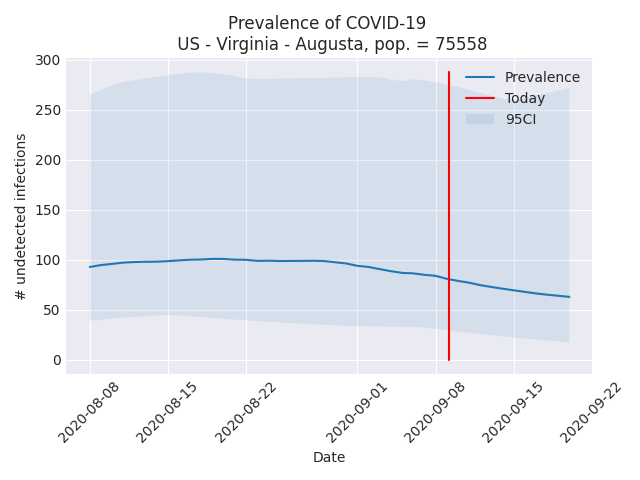 Prevalence of COVID-19
US - Virginia - Augusta, pop. = 75558
# undetected infections
300
250
200
150
100
50
0
Prevalence
Today
95CI
2020-08-08
2020-08-15
2020-08-22
2020-09-01
2020-09-08
2020-09-15
2020-09-22
Date